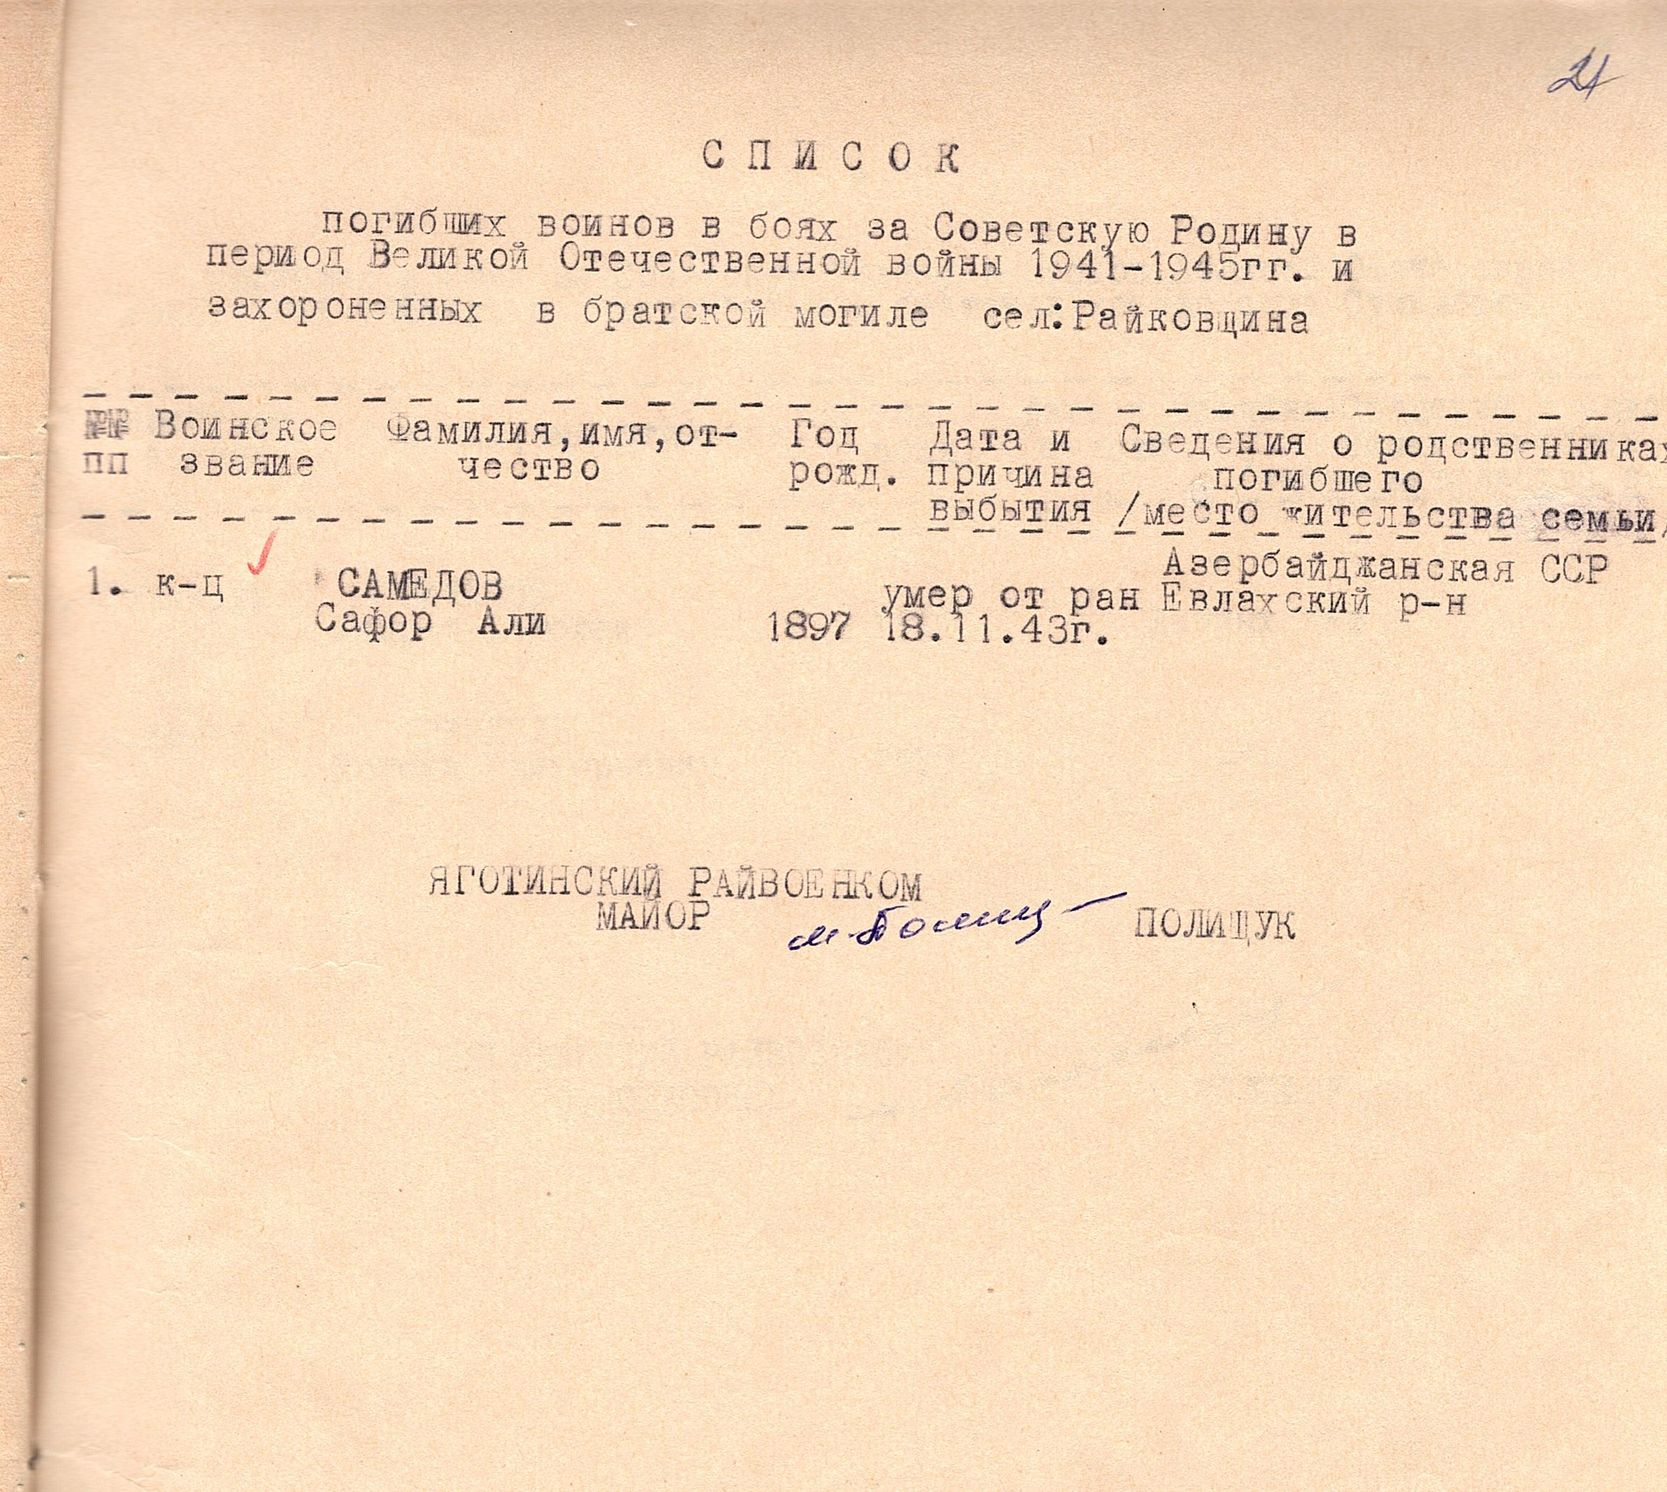 21
С П И С О К
погибших воинов в боях за Советскую Родину в
период Великой Отечественной войны 1941-1945гг. и
захороненных в братской могиле сел:Райковщина
№№ Воинское Фамилия,имя,от- Год Дата и Сведения о родственниках
пп звание чество рожд. причина погибшего
выбытия /место жительства семьи/
Азербайджанская ССР
1. к-ц САМЕДОВ умер от ран Евлахский р-н
Сафор Али 1897 18.11.43г.
ЯГОТИНСКИЙ РАЙВОЕНКОМ
МАЙОР ПОЛИЩУК